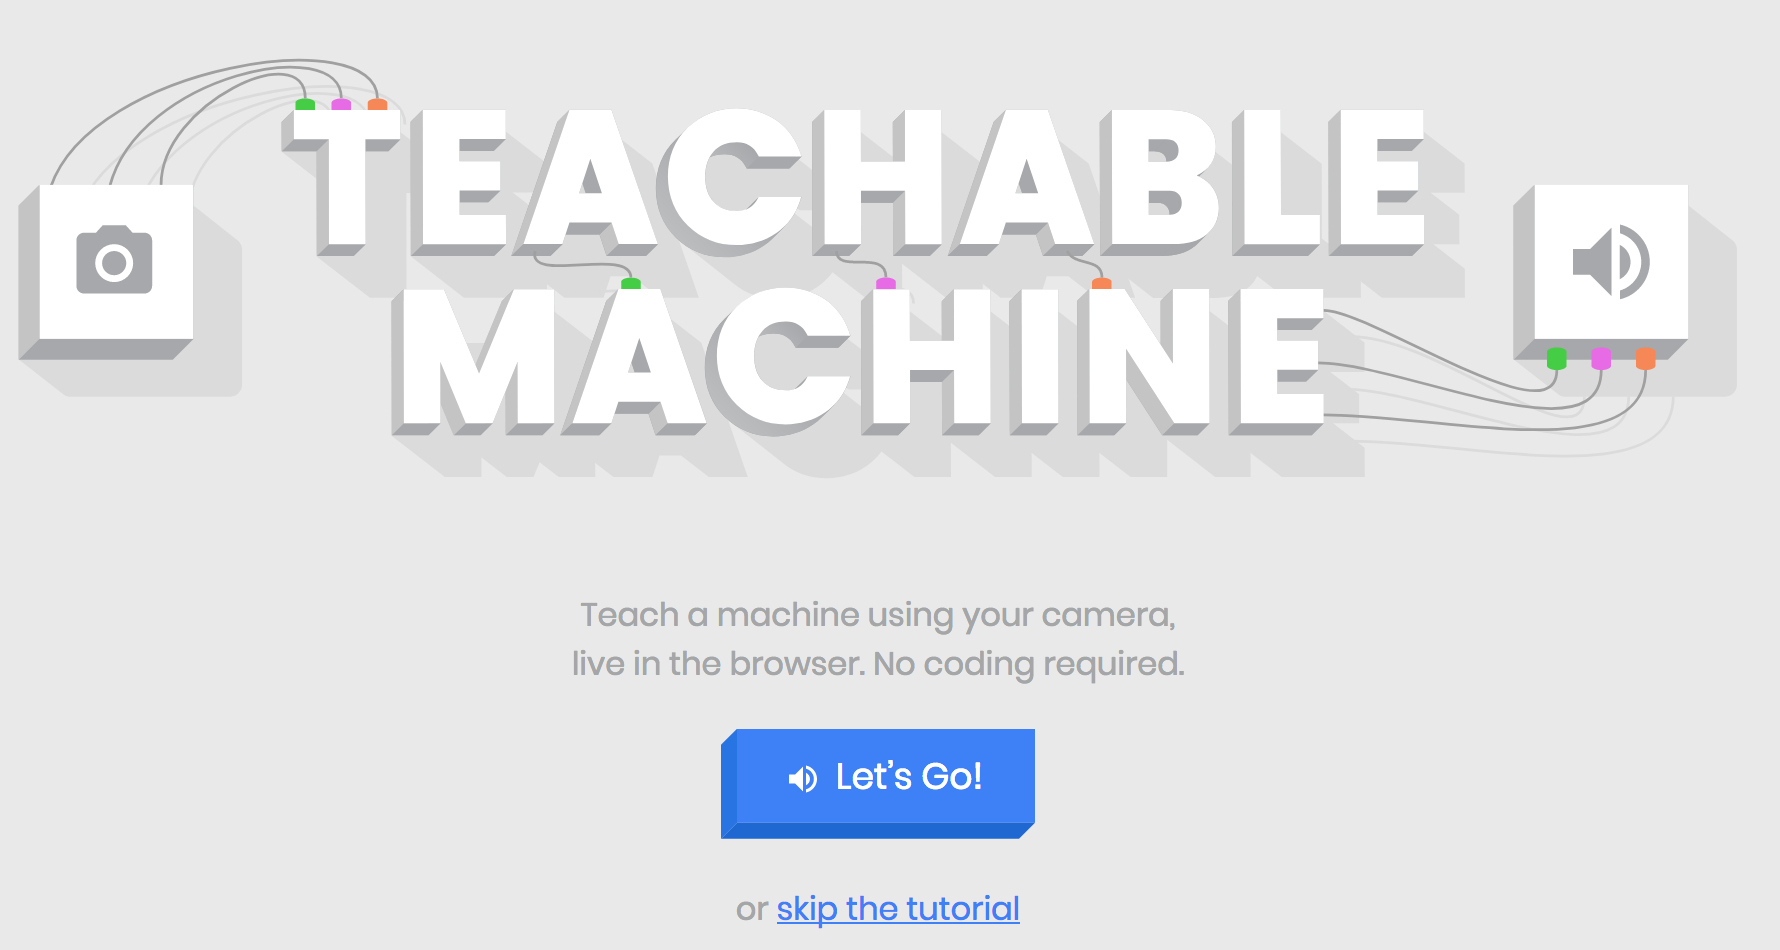 TEACHABLE
MACHINE
Teach a machine using your camera,
live in the browser. No coding required.
Let’s Go!
or skip the tutorial